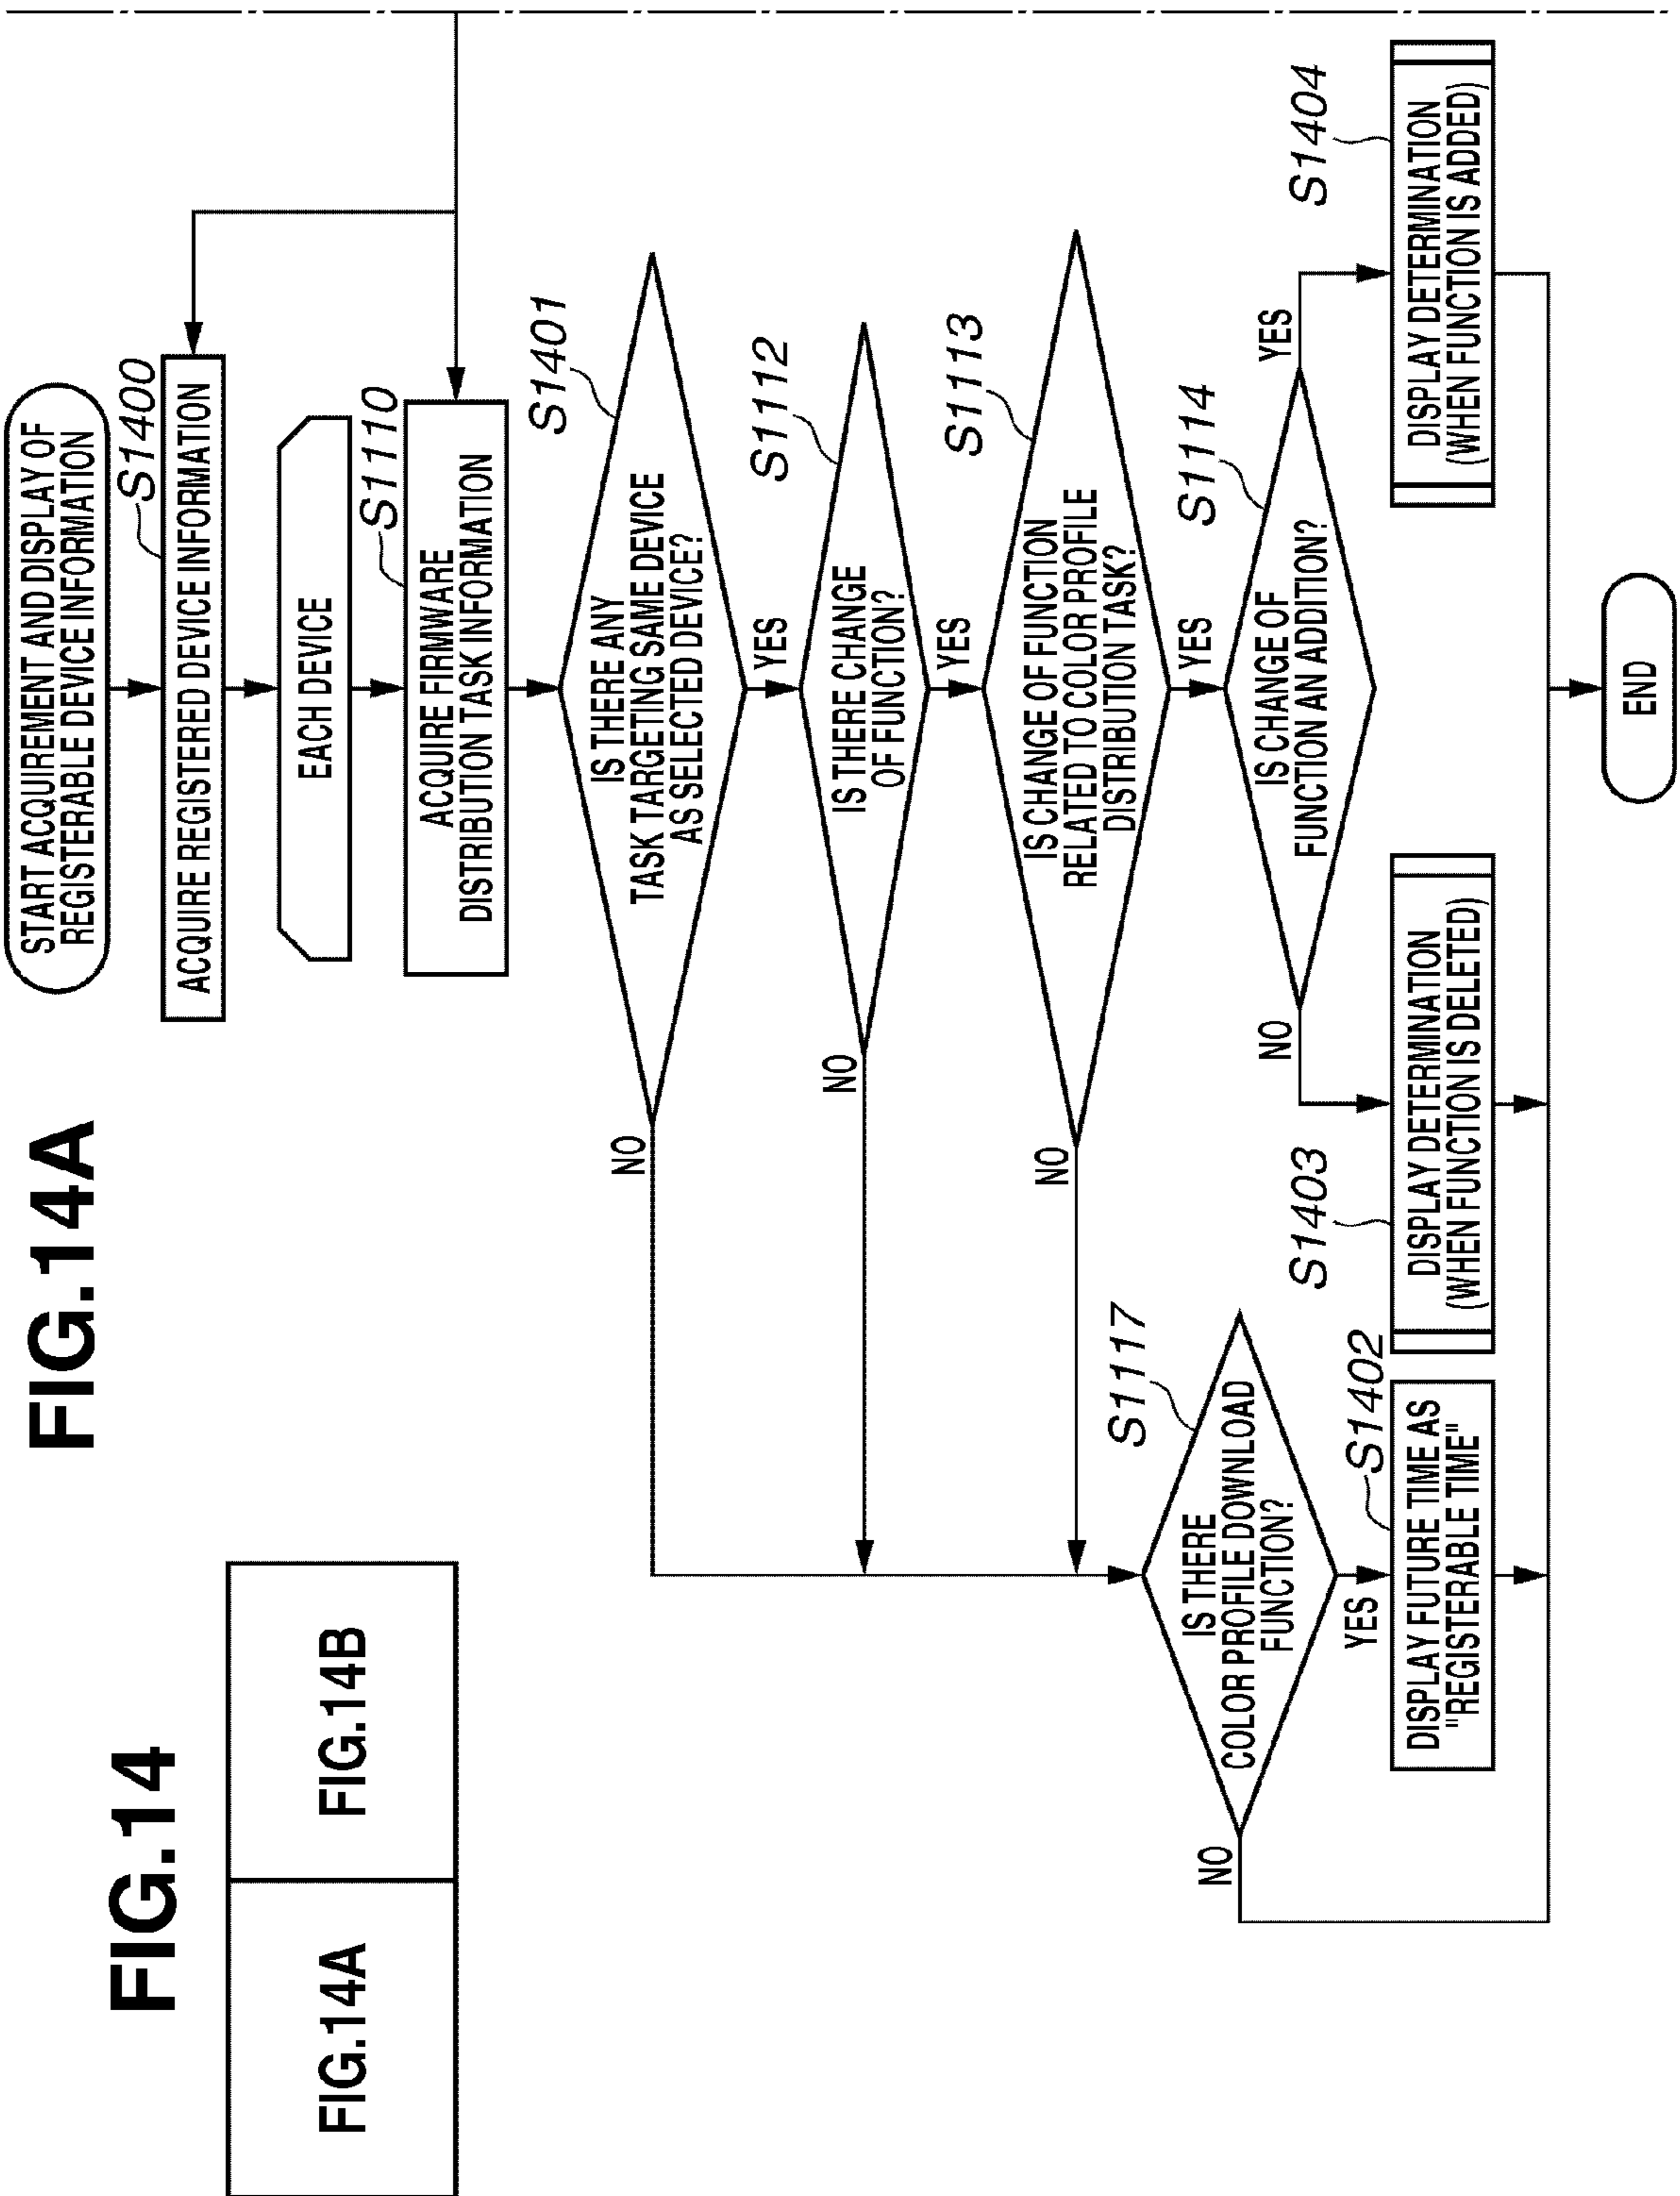 FIG.14
FIG.14A
FIG.14B
FIG.14A
START ACQUIREMENT AND DISPLAY OF
REGISTERABLE DEVICE INFORMATION
S1400
ACQUIRE REGISTERED DEVICE INFORMATION
EACH DEVICE
S1110
ACQUIRE FIRMWARE
DISTRIBUTION TASK INFORMATION
S1401
IS THERE ANY
TASK TARGETING SAME DEVICE
AS SELECTED DEVICE?
NO
YES
S1112
IS THERE CHANGE
OF FUNCTION?
NO
YES
S1113
IS CHANGE OF FUNCTION
RELATED TO COLOR PROFILE
DISTRIBUTION TASK?
NO
YES
S1117
IS THERE
COLOR PROFILE DOWNLOAD
FUNCTION?
NO
YES
S1114
IS CHANGE OF
FUNCTION AN ADDITION?
NO
YES
S1402
DISPLAY FUTURE TIME AS
"REGISTERABLE TIME"
S1403
DISPLAY DETERMINATION
(WHEN FUNCTION IS DELETED)
S1404
DISPLAY DETERMINATION
(WHEN FUNCTION IS ADDED)
END